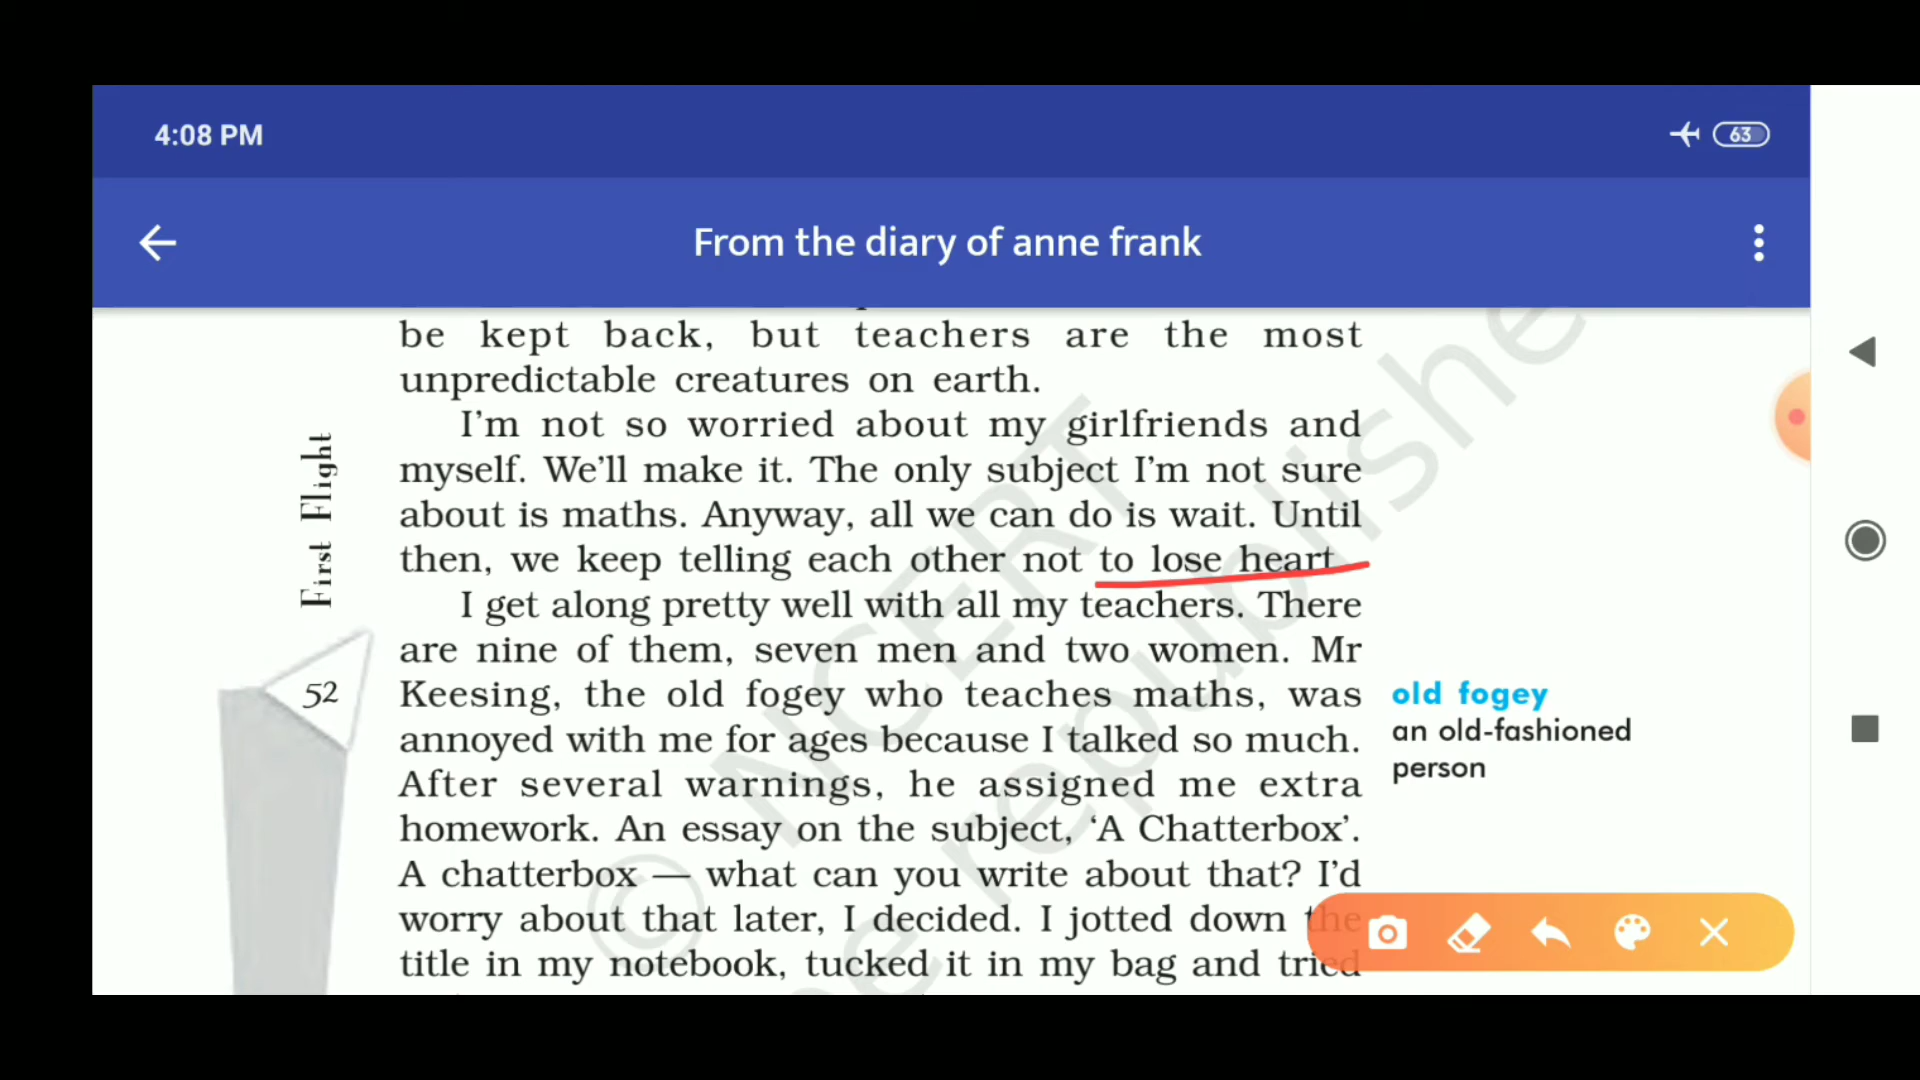 4:08 PM
63
From the diary of anne frank
be kept back, but teachers are the most
unpredictable creatures on earth.
I'm not so worried about my girlfriends and
myself. We'll make it. The only subject I'm not sure
about is maths. Anyway, all we can do is wait. Until
then, we keep telling each other not to lose heart
I get along pretty well with all my teachers. There
are nine of them, seven men and two women. Mr
Keesing, the old fogey who teaches maths, was
annoyed with me for ages because I talked so much.
After several warnings, he assigned me extra
homework. An essay on the subject, ‘A Chatterbox’.
A chatterbox — what can you write about that? I'd
worry about that later, I decided. I jotted down the
title in my notebook, tucked it in my bag and tried
First Flight
52
old fogey
an old-fashioned
person
© NCERT
republishe